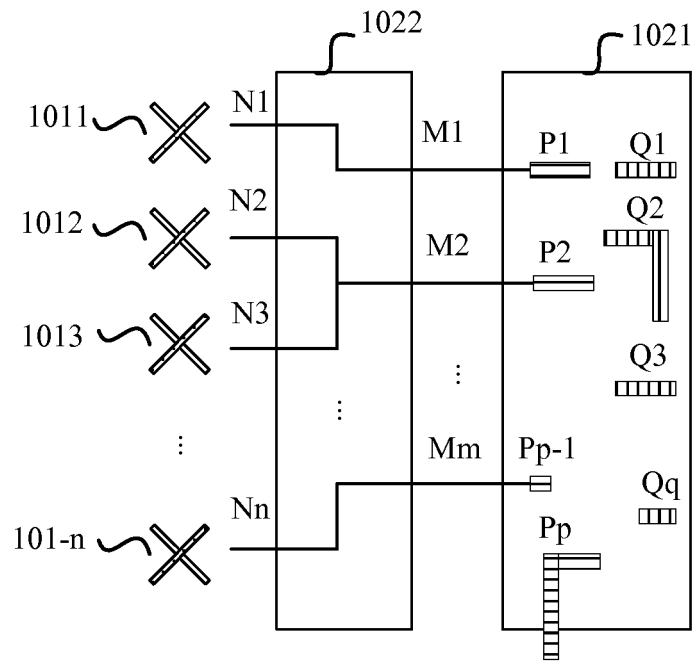 1022
1021
1011
N1
M1
P1
Q1
1012
N2
M2
P2
Q2
1013
N3
Q3
...
...
...
Mm
Pp-1
Qq
101-n
Nn
Pp